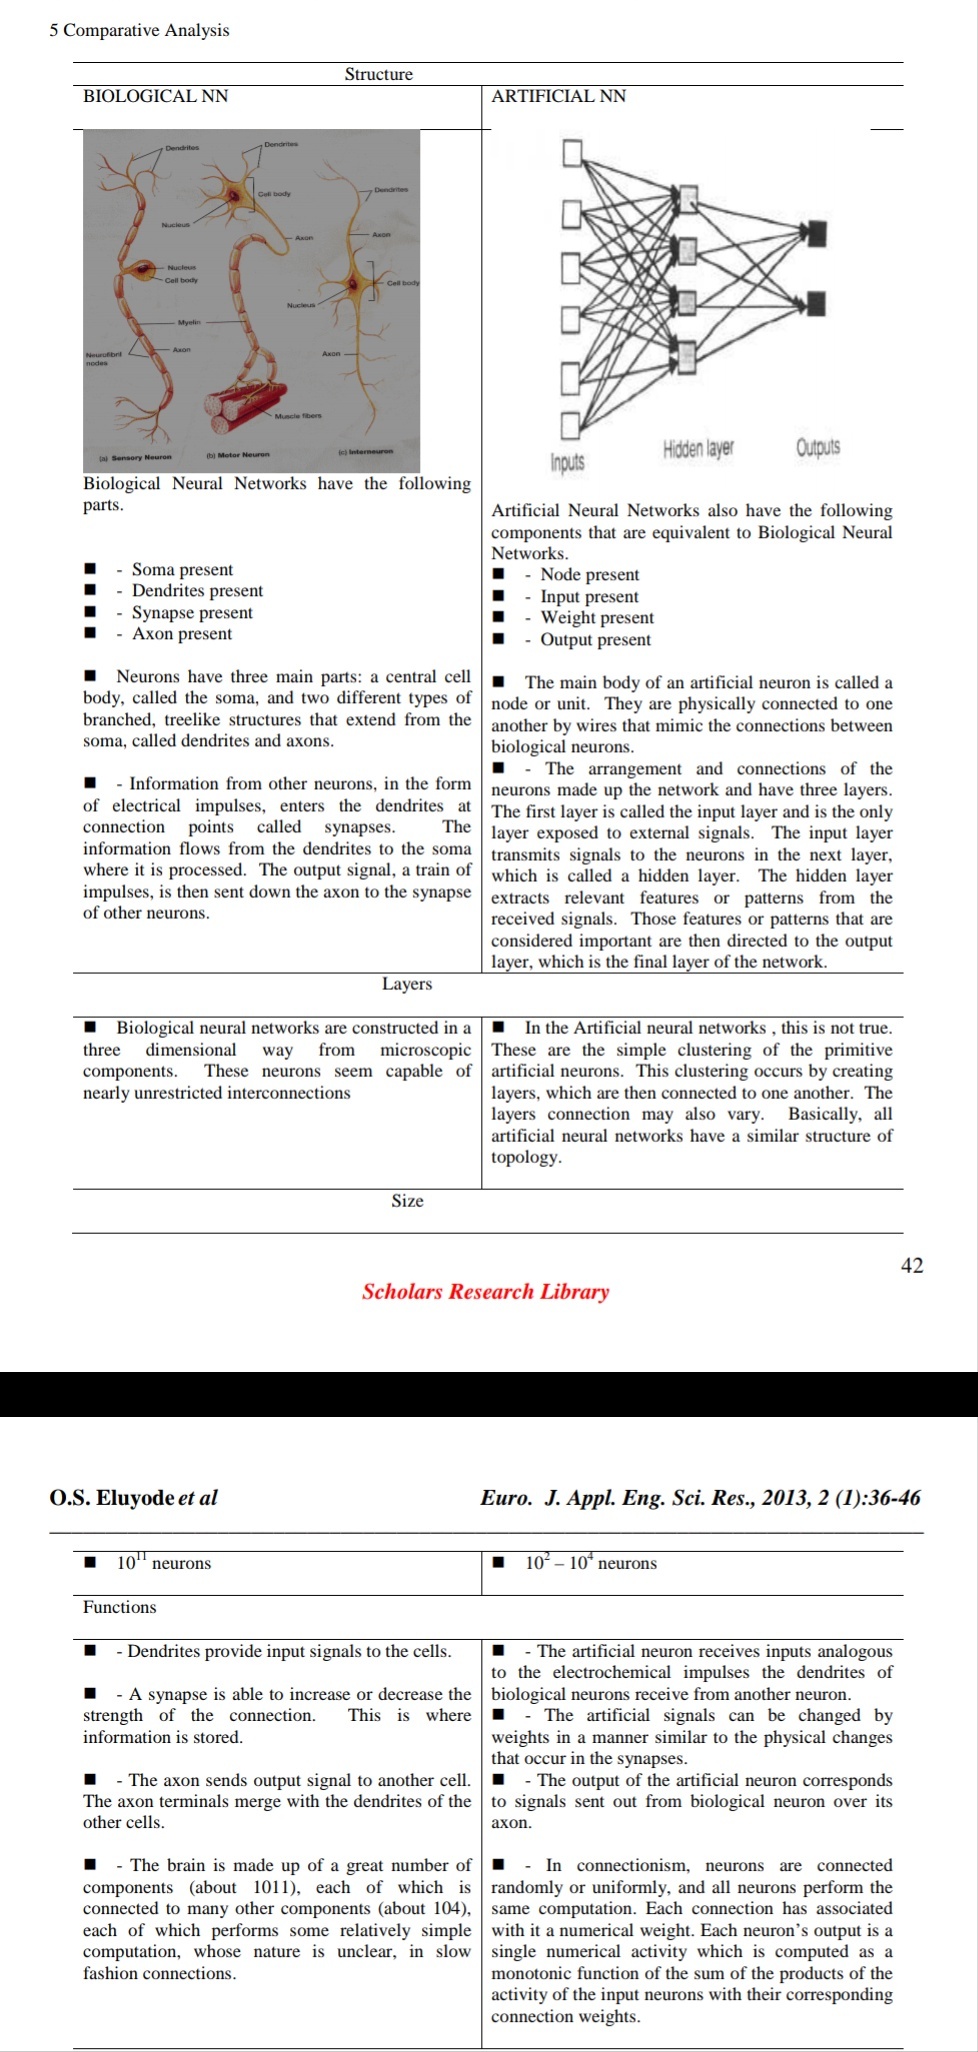 5 Comparative Analysis
Structure
BIOLOGICAL NN
ARTIFICIAL NN
Dendrites
Dendrites
Cell body
Dendrites
Nucleus
Axon
Axon
Nucleus
Cell body
Cell body
Nucleus
Myelin
Neurofibril
nodes
Axon
Axon
Muscle fibers
(a) Sensory Neuron
(b) Motor Neuron
(c) Interneuron
Inputs
Hidden layer
Outputs
Biological Neural Networks have the following
parts.
■ - Soma present
■ - Dendrites present
■ - Synapse present
■ - Axon present
■ Neurons have three main parts: a central cell
body, called the soma, and two different types of
branched, treelike structures that extend from the
soma, called dendrites and axons.
■ - Information from other neurons, in the form
of electrical impulses, enters the dendrites at
connection points called synapses. The
information flows from the dendrites to the soma
where it is processed. The output signal, a train of
impulses, is then sent down the axon to the synapse
of other neurons.
Artificial Neural Networks also have the following
components that are equivalent to Biological Neural
Networks.
■ - Node present
■ - Input present
■ - Weight present
■ - Output present
■ The main body of an artificial neuron is called a
node or unit. They are physically connected to one
another by wires that mimic the connections between
biological neurons.
■ - The arrangement and connections of the
neurons made up the network and have three layers.
The first layer is called the input layer and is the only
layer exposed to external signals. The input layer
transmits signals to the neurons in the next layer,
which is called a hidden layer. The hidden layer
extracts relevant features or patterns from the
received signals. Those features or patterns that are
considered important are then directed to the output
layer, which is the final layer of the network.
Layers
■ Biological neural networks are constructed in a
three dimensional way from microscopic
components. These neurons seem capable of
nearly unrestricted interconnections
■ In the Artificial neural networks , this is not true.
These are the simple clustering of the primitive
artificial neurons. This clustering occurs by creating
layers, which are then connected to one another. The
layers connection may also vary. Basically, all
artificial neural networks have a similar structure of
topology.
Size
42
Scholars Research Library
O.S. Eluyode et al
Euro. J. Appl. Eng. Sci. Res., 2013, 2 (1):36-46
■ 10¹¹ neurons
■ 10² – 10⁴ neurons
Functions
■ - Dendrites provide input signals to the cells.
■ - A synapse is able to increase or decrease the
strength of the connection. This is where
information is stored.
■ - The axon sends output signal to another cell.
The axon terminals merge with the dendrites of the
other cells.
■ - The brain is made up of a great number of
components (about 1011), each of which is
connected to many other components (about 104),
each of which performs some relatively simple
computation, whose nature is unclear, in slow
fashion connections.
■ - The artificial neuron receives inputs analogous
to the electrochemical impulses the dendrites of
biological neurons receive from another neuron.
■ - The artificial signals can be changed by
weights in a manner similar to the physical changes
that occur in the synapses.
■ - The output of the artificial neuron corresponds
to signals sent out from biological neuron over its
axon.
■ - In connectionism, neurons are connected
randomly or uniformly, and all neurons perform the
same computation. Each connection has associated
with it a numerical weight. Each neuron’s output is a
single numerical activity which is computed as a
monotonic function of the sum of the products of the
activity of the input neurons with their corresponding
connection weights.